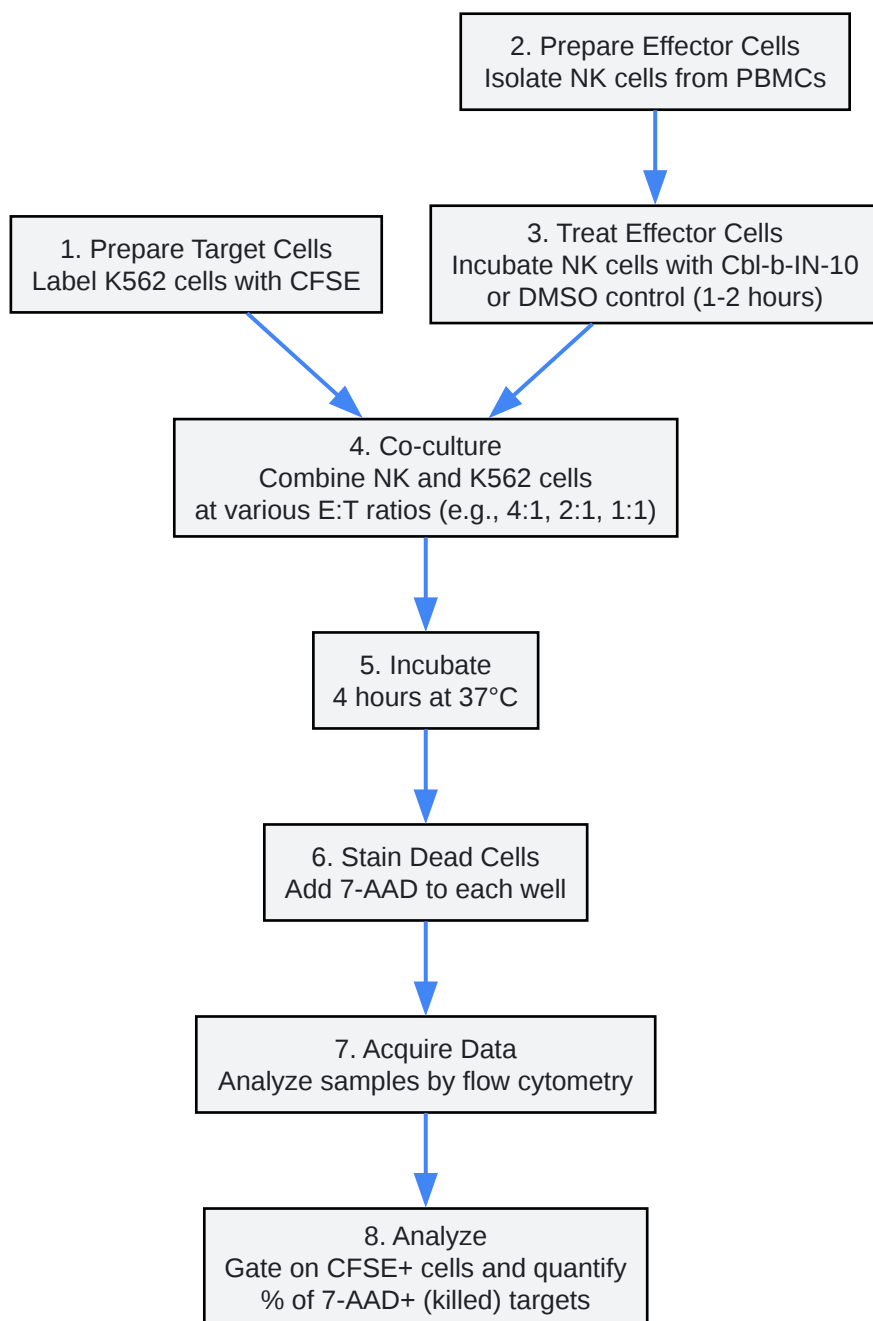 2. Prepare Effector Cells
Isolate NK cells from PBMCs
1. Prepare Target Cells
Label K562 cells with CFSE
3. Treat Effector Cells
Incubate NK cells with Cbl-b-IN-10
or DMSO control (1-2 hours)
4. Co-culture
Combine NK and K562 cells
at various E:T ratios (e.g., 4:1, 2:1, 1:1)
5. Incubate
4 hours at 37°C
6. Stain Dead Cells
Add 7-AAD to each well
7. Acquire Data
Analyze samples by flow cytometry
8. Analyze
Gate on CFSE+ cells and quantify
% of 7-AAD+ (killed) targets